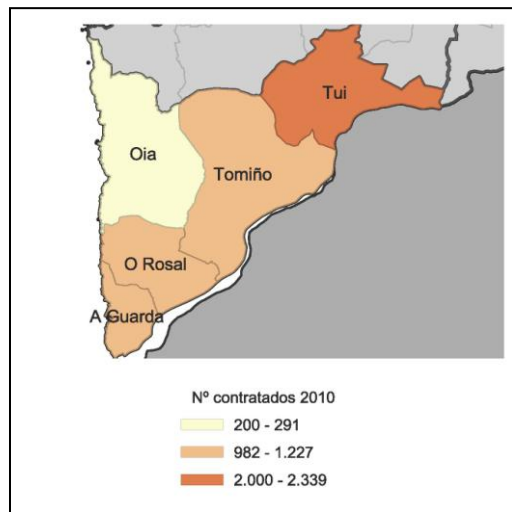 Tui
Oia
Tomiño
O Rosal
A Guarda
Nº contratados 2010
200 - 291
982 - 1.227
2.000 - 2.339